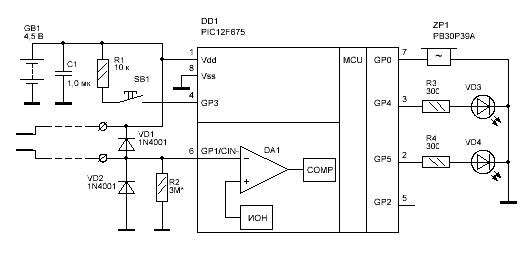 DD1
PIC12F675
ZP1
PB30P39A
GB1
4,5 В
C1
1,0 мк
R1
10 к
SB1
1
Vdd
8
Vss
4
GP3
MCU
GP0
7
~
GP4
3
R3
300
VD3
VD1
1N4001
6
GP1/CIN-
DA1
COMP
GP5
2
R4
300
VD4
VD2
1N4001
R2
3М*
ИОН
GP2
5